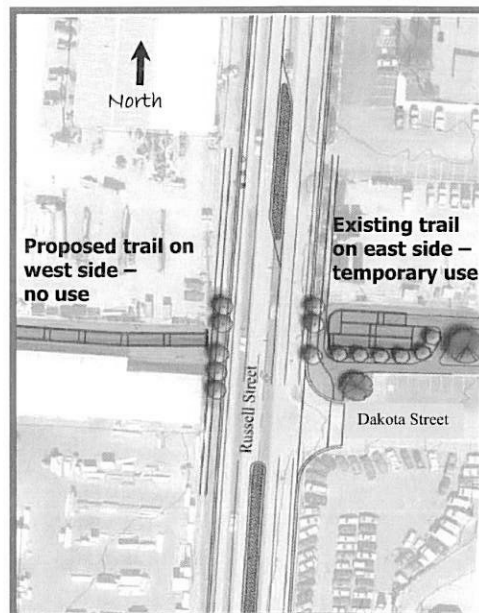 North
Proposed trail on
west side –
no use
Existing trail
on east side –
temporary use
Russell Street
Dakota Street